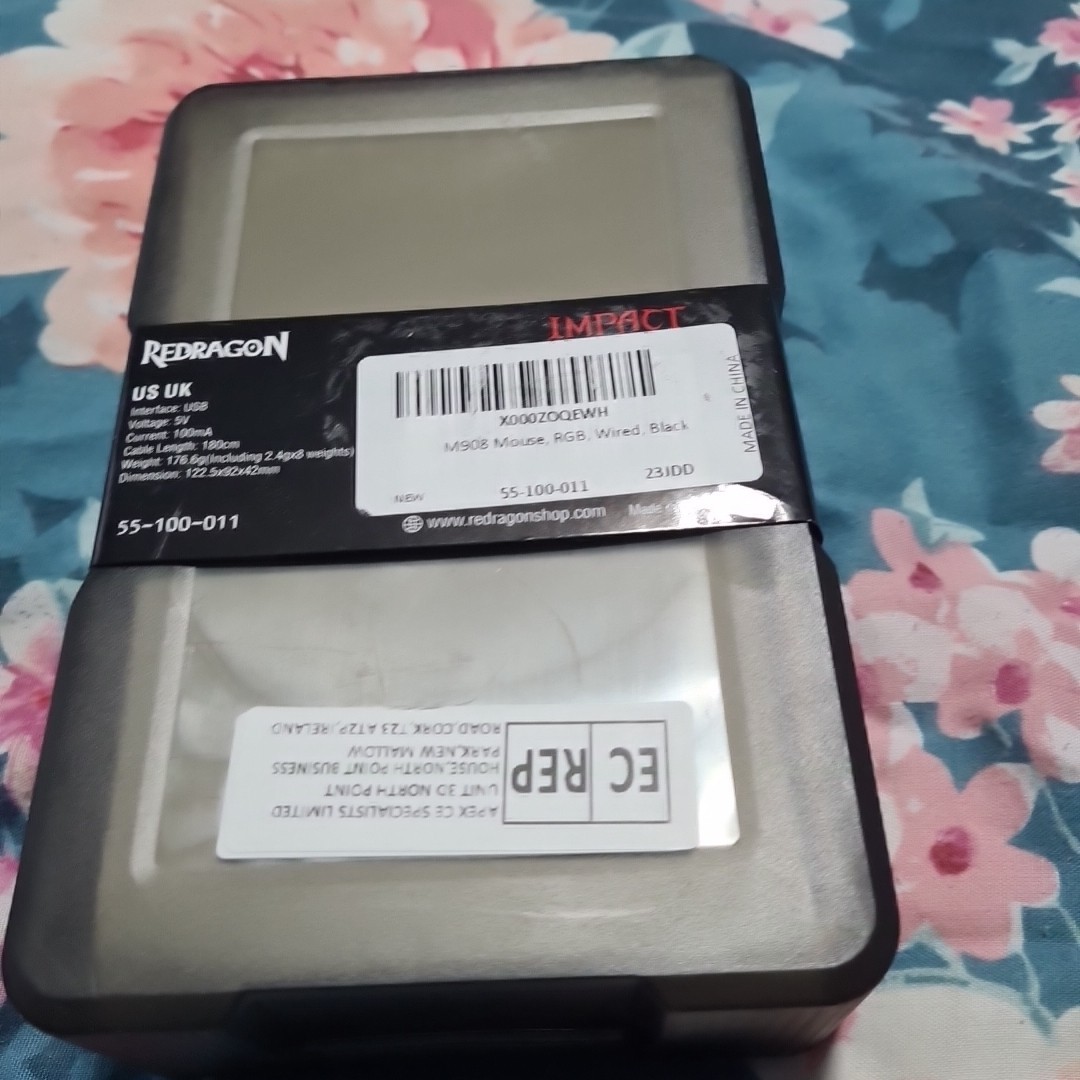 REDRAGON
IMPACT
US UK
Interface: USB
Voltage: 5V
Current: 100mA
Cable Length: 180cm
Weight: 176.6g(Including 2.4gx8 weights)
Dimension: 122.5x92x42mm
55-100-011
X000ZOQEWH
M908 Mouse, RGB, Wired, Black
23JDD
NEW
55-100-011
MADE IN CHINA
www.redragonshop.com
Made
EC REP
APEX CE SPECIALISTS LIMITED
UNIT 3D NORTH POINT
HOUSE,NORTH POINT BUSINESS
PARK,NEW MALLOW
ROAD,CORK,T23 AT2P,IRELAND